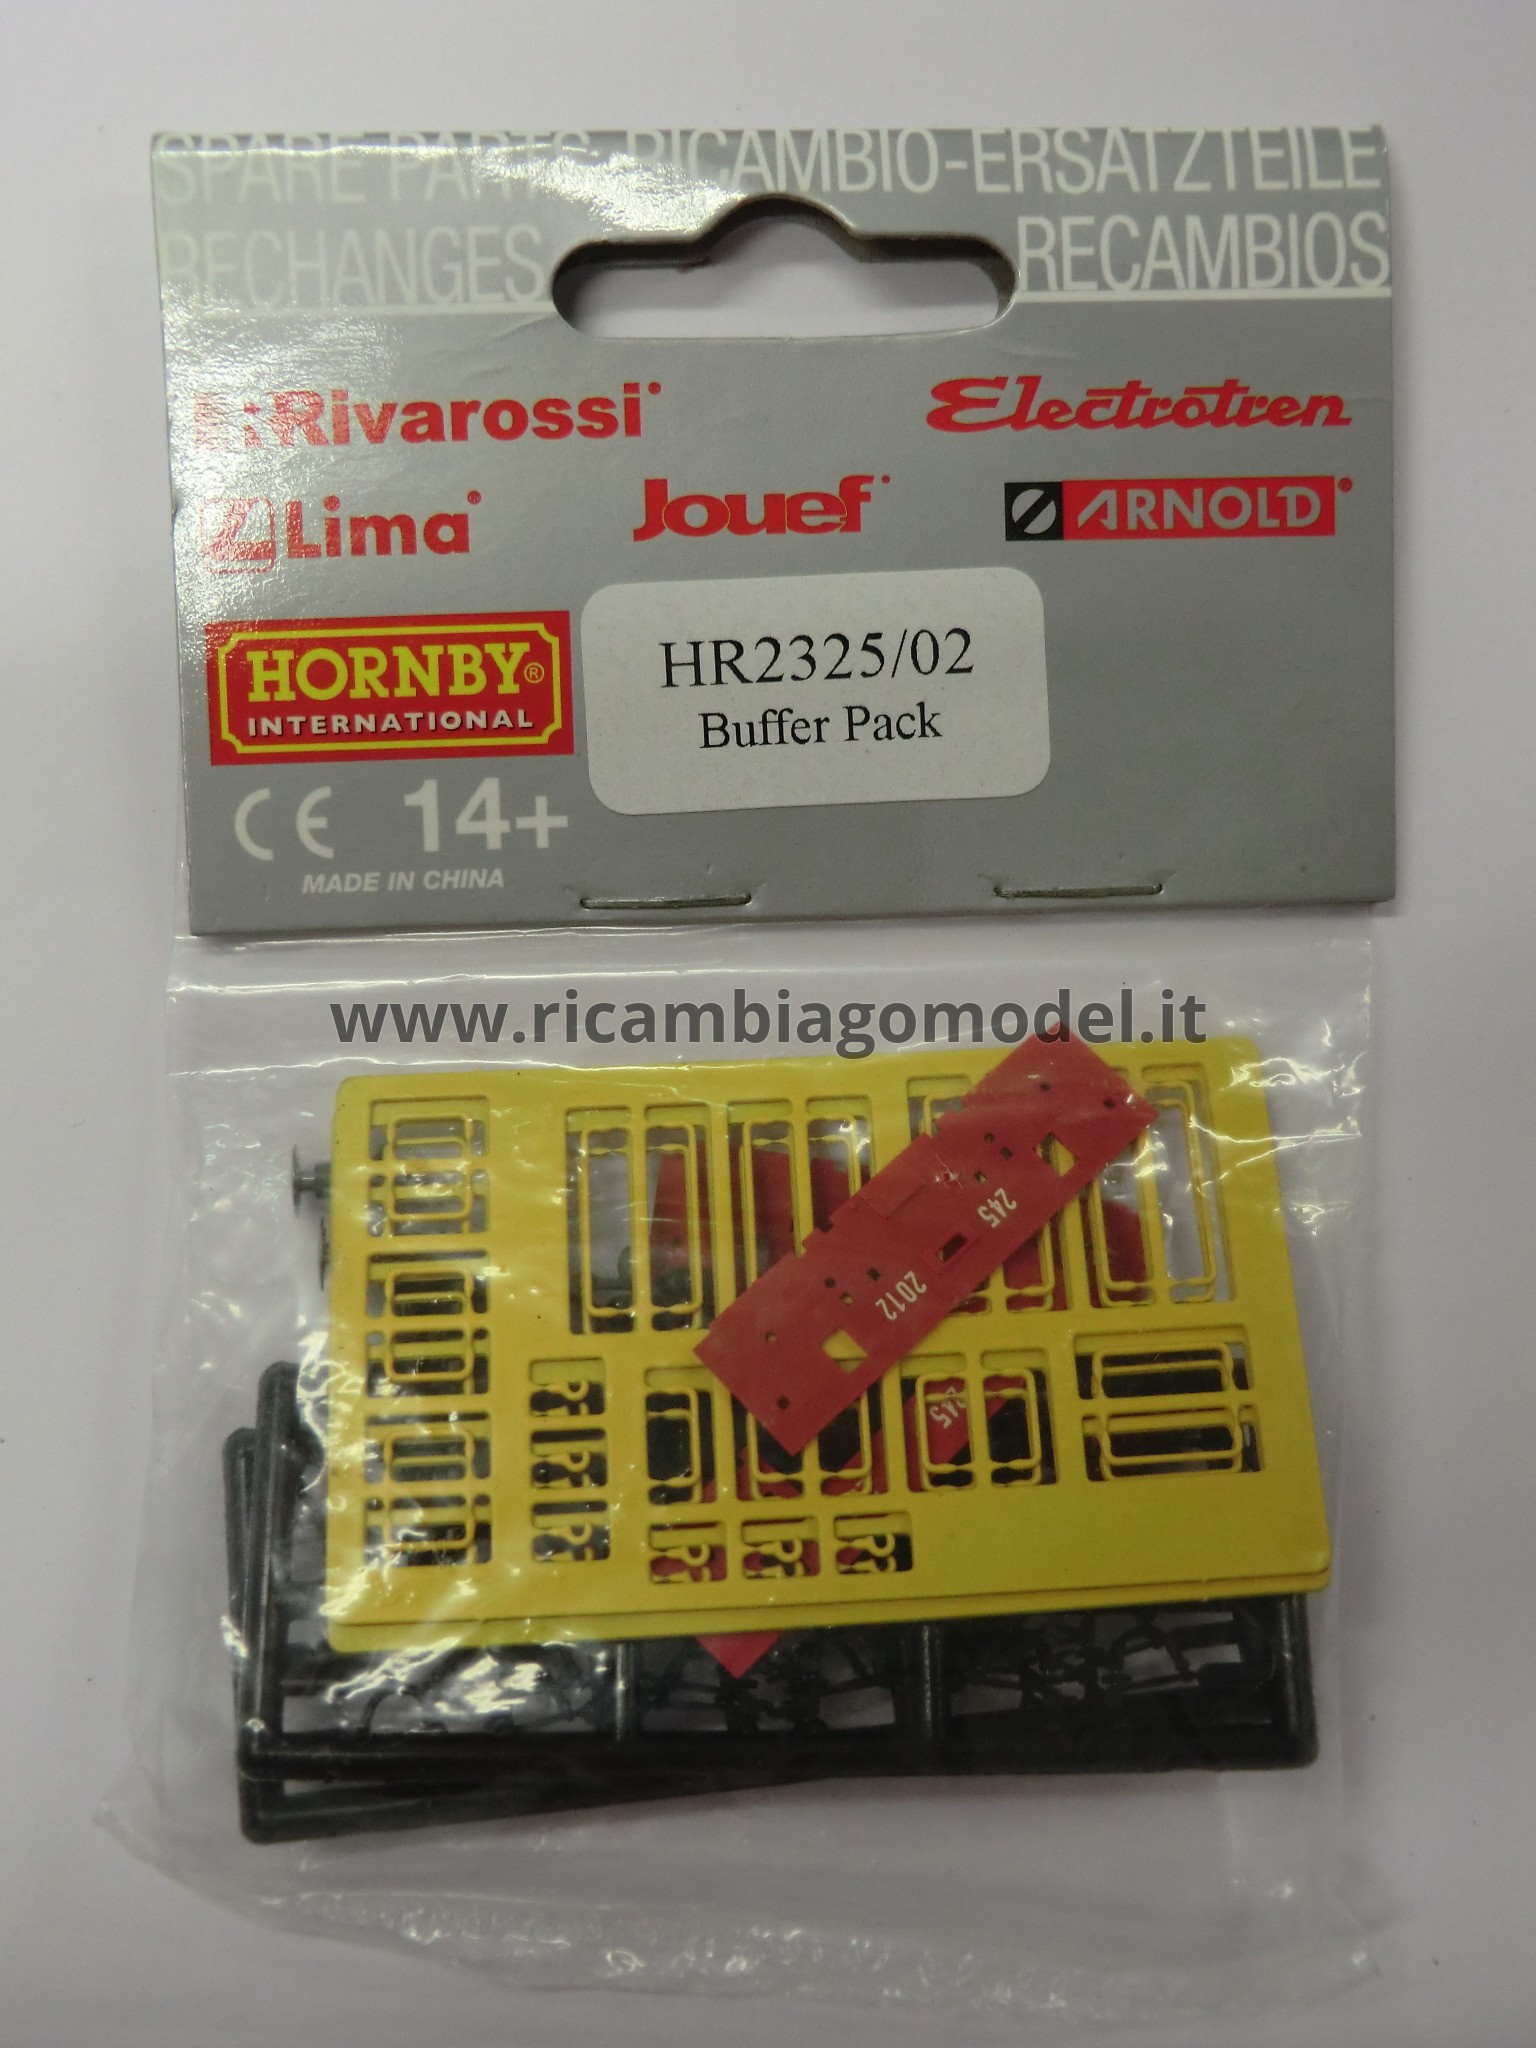 SPARE PARTS-RICAMBIO-ERSATZTEILE
RECHANGES RECAMBIOS
Rivarossi®
Electrotren
Lima®
Jouef
ARNOLD®
HORNBY®
INTERNATIONAL
HR2325/02
Buffer Pack
CE 14+
MADE IN CHINA
www.ricambiagomodel.it
245
2012
245